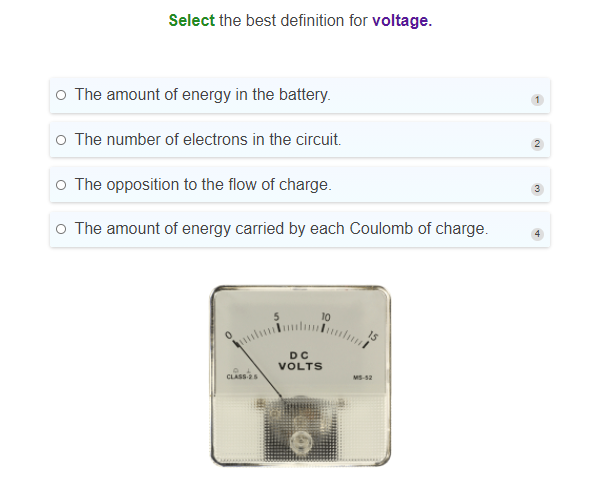 Select the best definition for voltage.
The amount of energy in the battery.
1
The number of electrons in the circuit.
2
The opposition to the flow of charge.
3
The amount of energy carried by each Coulomb of charge.
4
0 5 10 15
DC
VOLTS
CLASS-2.5 MS-52